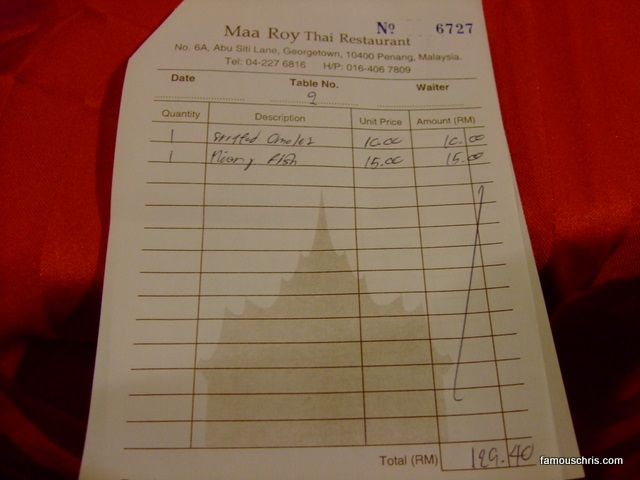 Nº 6727
Maa Roy Thai Restaurant
No. 6A, Abu Siti Lane, Georgetown, 10400 Penang, Malaysia.
Tel: 04-227 6816 H/P: 016-406 7809
Date Table No. Waiter
9
Quantity Description Unit Price Amount (RM)
1 Stuffed Omelet 10.00 10.00
1 Fish 15.00 15.00
Total (RM) 129.40
famouschris.com